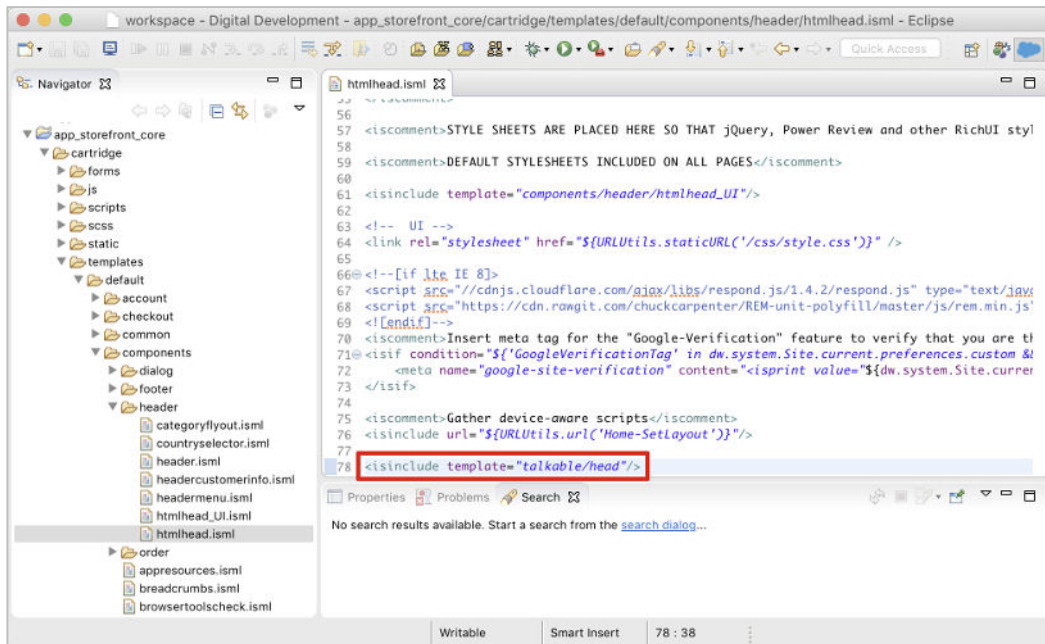 workspace - Digital Development - app_storefront_core/cartridge/templates/default/components/header/htmlhead.isml - Eclipse
Quick Access
Navigator
app_storefront_core
cartridge
forms
js
scripts
scss
static
templates
default
account
checkout
common
components
dialog
footer
header
categoryflyout.isml
countryselector.isml
header.isml
headercustomerinfo.isml
headermenu.isml
htmlhead_UI.isml
htmlhead.isml
order
appresources.isml
breadcrumbs.isml
browsertoolscheck.isml
htmlhead.isml
55 </iscomment>
56
57 <iscomment>STYLE SHEETS ARE PLACED HERE SO THAT jQuery, Power Review and other RichUI styl
58
59 <iscomment>DEFAULT STYLESHEETS INCLUDED ON ALL PAGES</iscomment>
60
61 <isinclude template="components/header/htmlhead_UI"/>
62
63 <!-- UI -->
64 <link rel="stylesheet" href="${URLUtils.staticURL('/css/style.css')}" />
65
66 <!--[if lte IE 8]>
67 <script src="//cdnjs.cloudflare.com/ajax/libs/respond.js/1.4.2/respond.js" type="text/java
68 <script src="https://cdn.rawgit.com/chuckcarpenter/REM-unit-polyfill/master/js/rem.min.js"
69 <![endif]-->
70 <iscomment>Insert meta tag for the "Google-Verification" feature to verify that you are th
71 <isif condition="${'GoogleVerificationTag' in dw.system.Site.current.preferences.custom &&
72 <meta name="google-site-verification" content="<isprint value="${dw.system.Site.curren
73 </isif>
74
75 <iscomment>Gather device-aware scripts</iscomment>
76 <isinclude url="${URLUtils.url('Home-SetLayout')}"/>
77
78 <isinclude template="talkable/head"/>
Properties Problems Search
No search results available. Start a search from the search dialog...
Writable Smart Insert 78 : 38